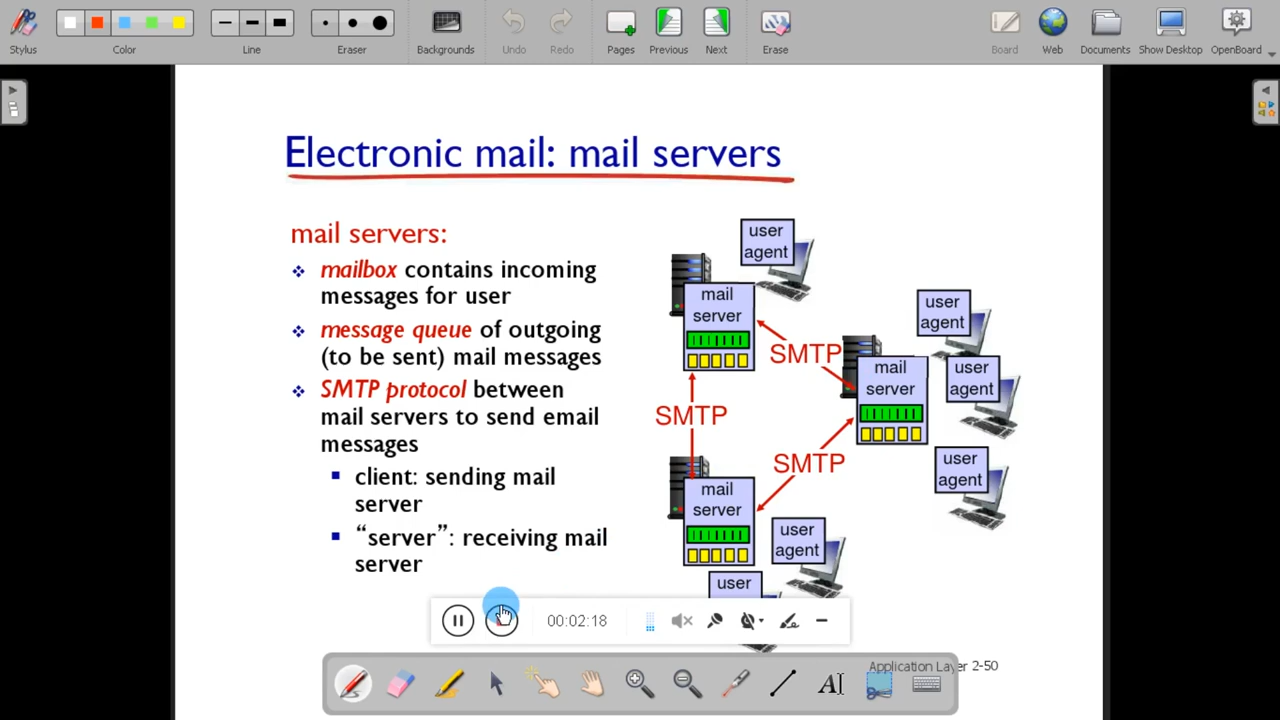 Stylus
Color
Line
Eraser
Backgrounds
Undo
Redo
Pages
Previous
Next
Erase
Board
Web
Documents
Show Desktop
OpenBoard
Electronic mail: mail servers
mail servers:
mailbox contains incoming
messages for user
message queue of outgoing
(to be sent) mail messages
SMTP protocol between
mail servers to send email
messages
client: sending mail
server
“server”: receiving mail
server
user
agent
mail
server
user
agent
SMTP
mail
server
user
agent
SMTP
SMTP
user
agent
mail
server
user
agent
user
00:02:18
Application Layer 2-50
AI